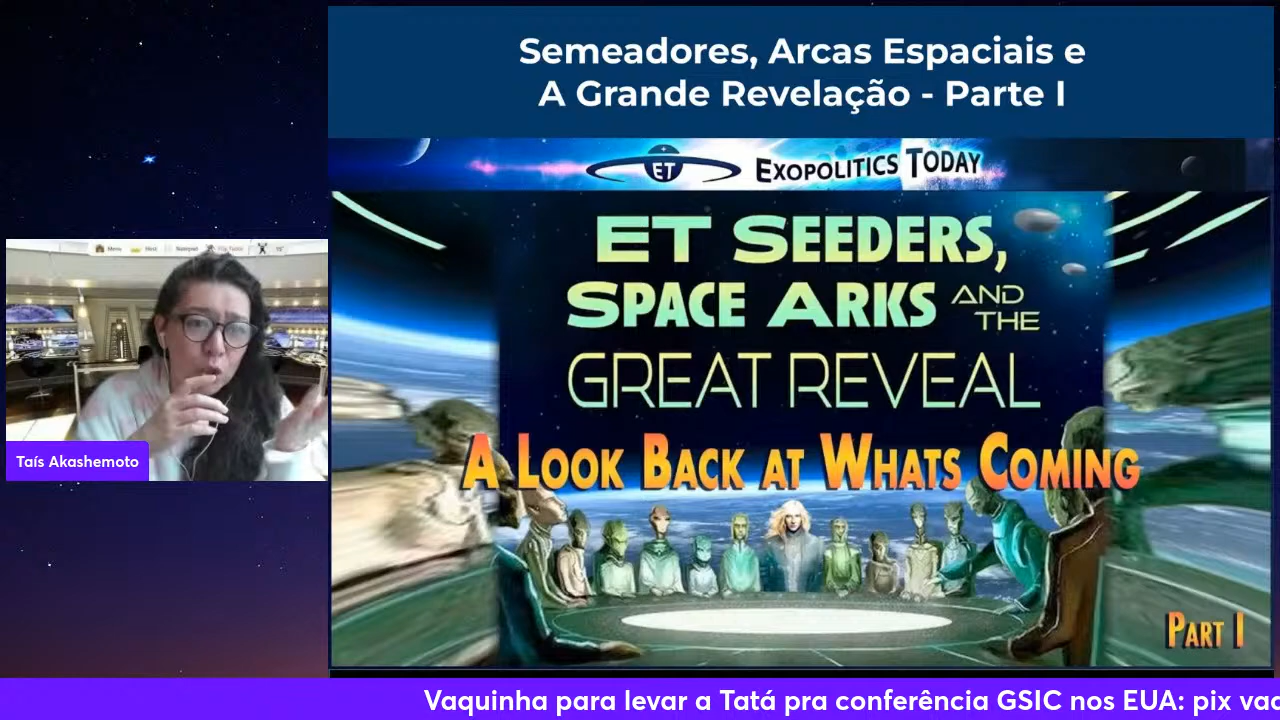 Semeadores, Arcas Espaciais e
A Grande Revelação - Parte I
ET EXOPOLITICS TODAY
ET SEEDERS,
SPACE ARKS AND THE
GREAT REVEAL
A LOOK BACK AT WHATS COMING
PART I
Menu
Taís Akashemoto
Vaquinha para levar a Tatá pra conferência GSIC nos EUA: pix vac